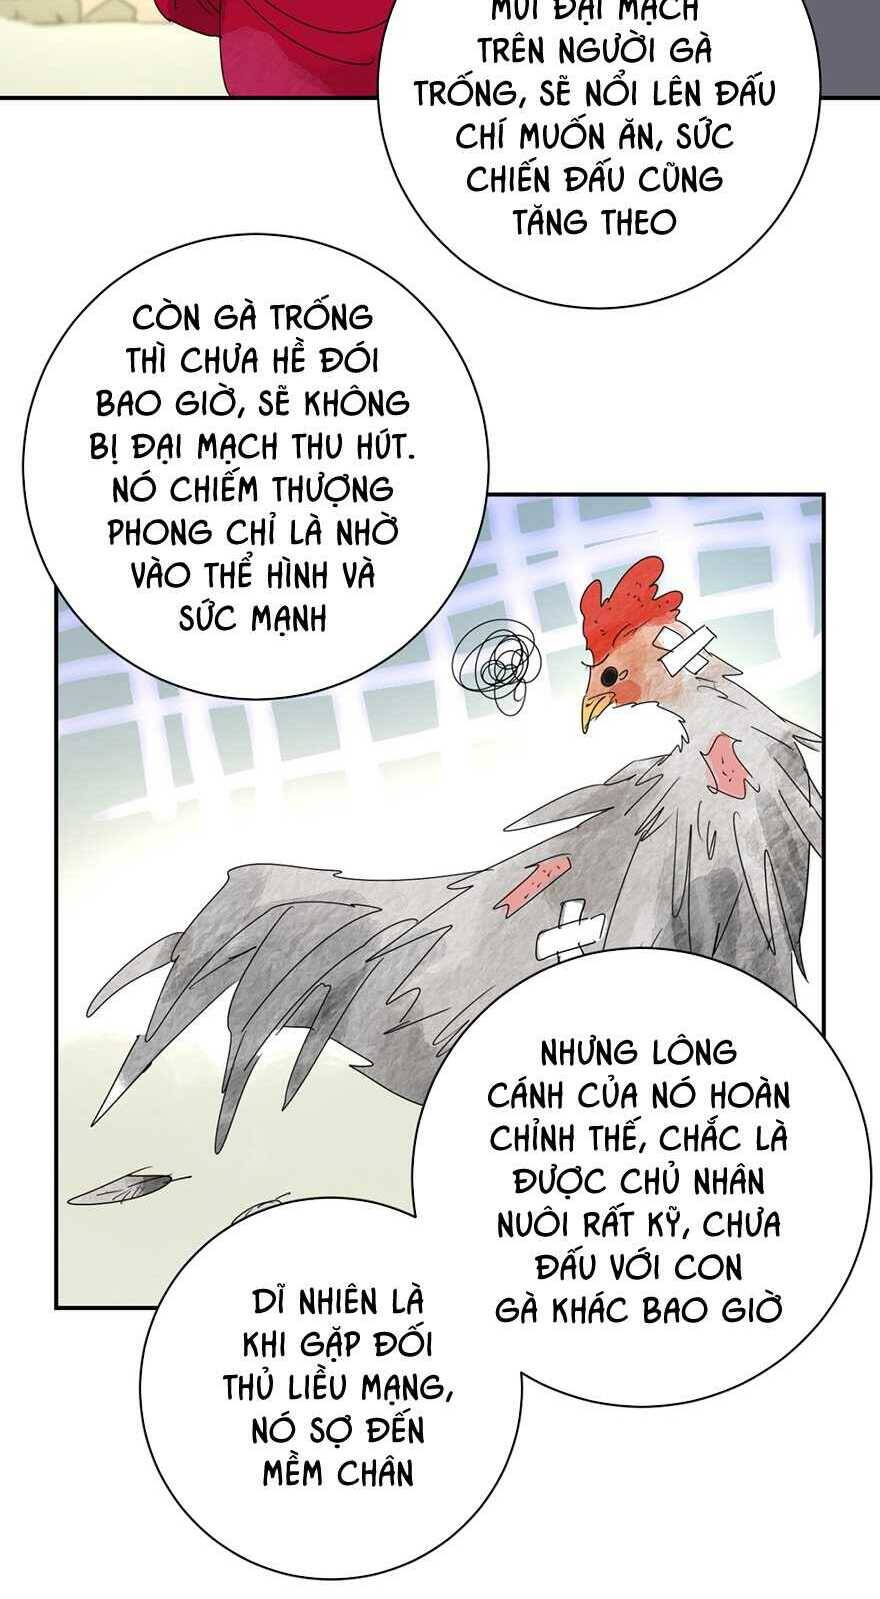 MÙI ĐẠI MẠCH
TRÊN NGƯỜI GÀ
TRỐNG, SẼ NỔI LÊN ĐẤU
CHÍ MUỐN ĂN, SỨC
CHIẾN ĐẤU CŨNG
TĂNG THEO
CÒN GÀ TRỐNG
THÌ CHƯA HỀ ĐÓI
BAO GIỜ, SẼ KHÔNG
BỊ ĐẠI MẠCH THU HÚT.
NÓ CHIẾM THƯỢNG
PHONG CHỈ LÀ NHỜ
VÀO THỂ HÌNH VÀ
SỨC MẠNH
NHƯNG LÔNG
CÁNH CỦA NÓ HOÀN
CHỈNH THẾ, CHẮC LÀ
ĐƯỢC CHỦ NHÂN
NUÔI RẤT KỸ, CHƯA
ĐẤU VỚI CON
GÀ KHÁC BAO GIỜ
DĨ NHIÊN LÀ
KHI GẶP ĐỐI
THỦ LIỀU MẠNG,
NÓ SỢ ĐẾN
MỀM CHÂN